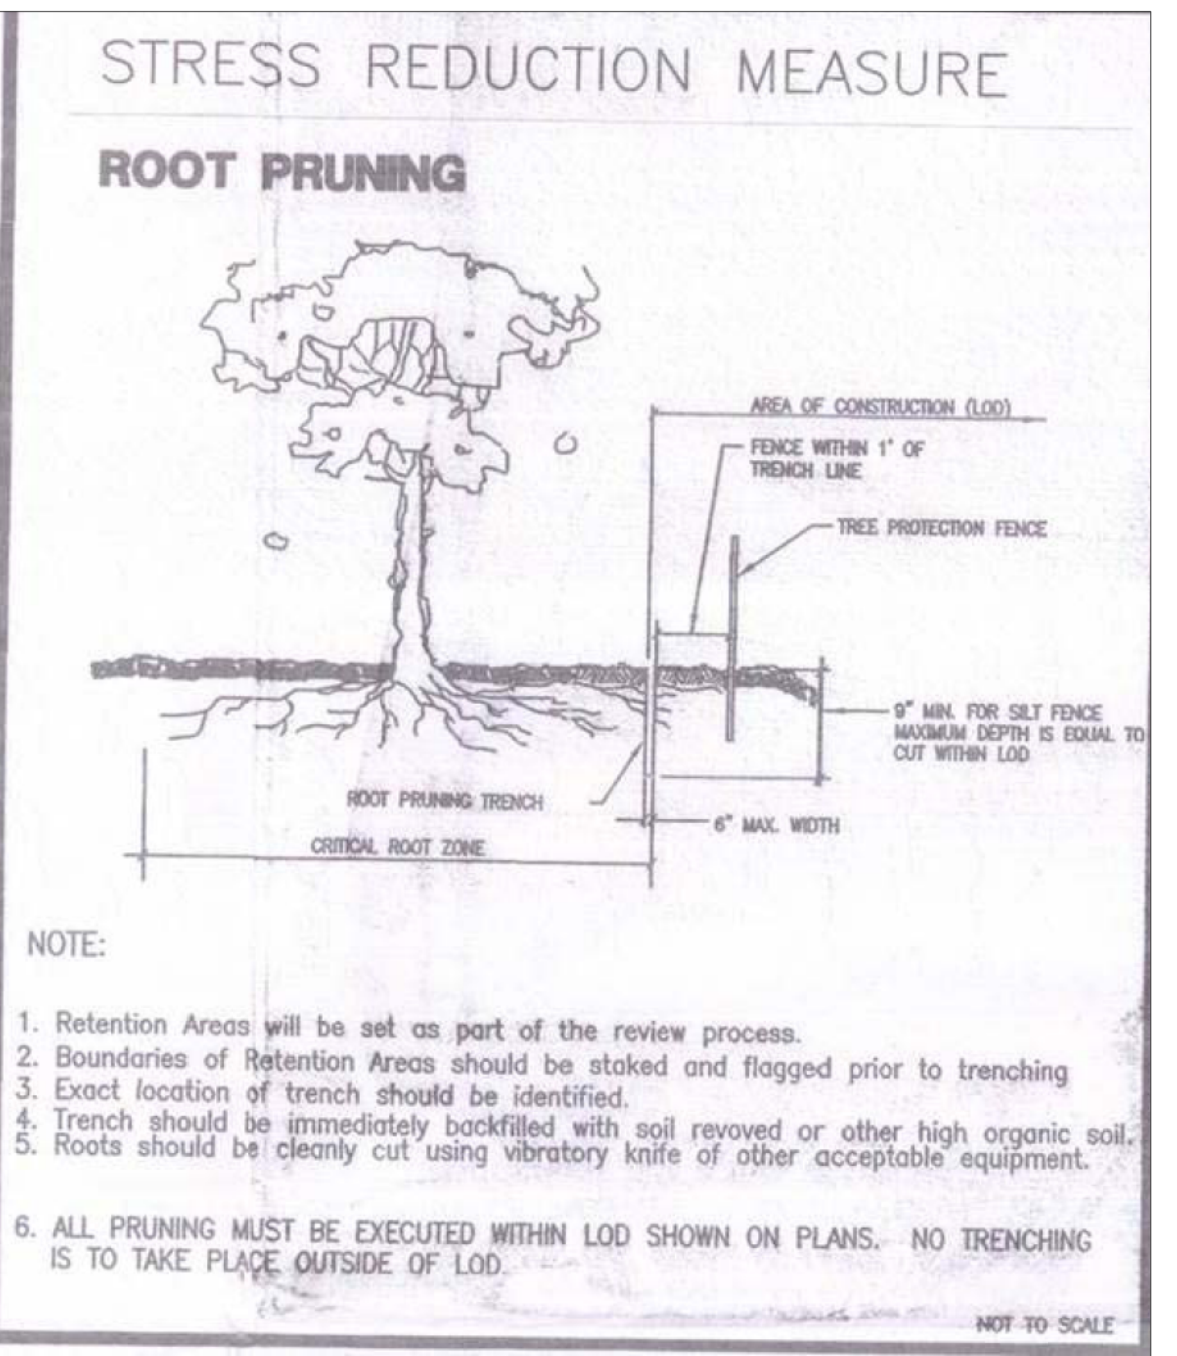 STRESS REDUCTION MEASURE
ROOT PRUNING
AREA OF CONSTRUCTION (LOD)
FENCE WITHIN 1' OF
TRENCH LINE
TREE PROTECTION FENCE
9" MIN. FOR SILT FENCE
MAXIMUM DEPTH IS EQUAL TO
CUT WITHIN LOD
ROOT PRUNING TRENCH
6" MAX. WIDTH
CRITICAL ROOT ZONE
NOTE:
1. Retention Areas will be set as part of the review process.
2. Boundaries of Retention Areas should be staked and flagged prior to trenching
3. Exact location of trench should be identified.
4. Trench should be immediately backfilled with soil revoved or other high organic soil.
5. Roots should be cleanly cut using vibratory knife of other acceptable equipment.
6. ALL PRUNING MUST BE EXECUTED WITHIN LOD SHOWN ON PLANS. NO TRENCHING
IS TO TAKE PLACE OUTSIDE OF LOD.
NOT TO SCALE